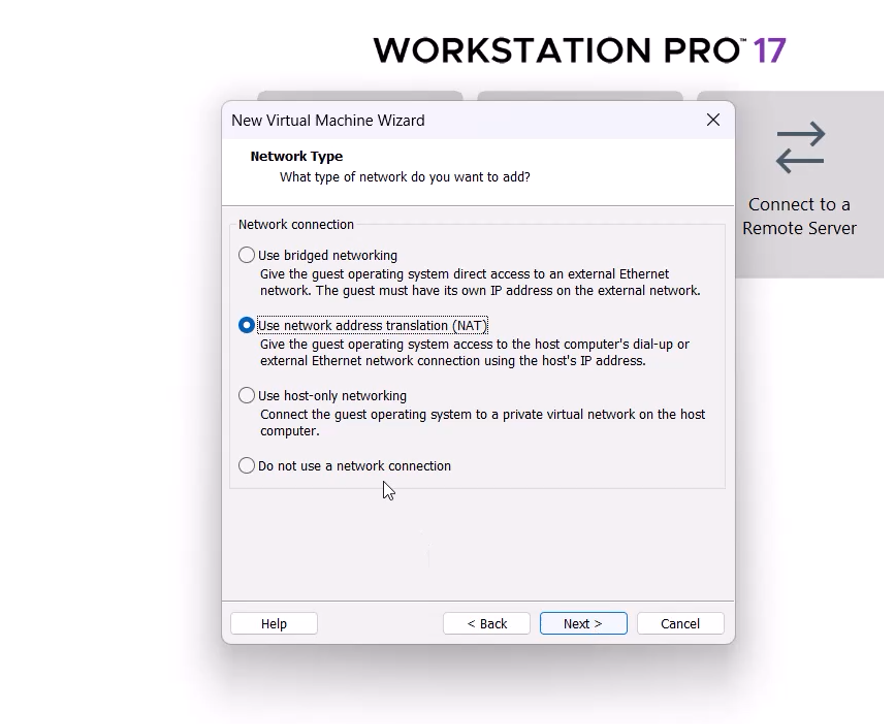 WORKSTATION PRO™ 17
New Virtual Machine Wizard
Network Type
What type of network do you want to add?
Network connection
Use bridged networking
Give the guest operating system direct access to an external Ethernet
network. The guest must have its own IP address on the external network.
Use network address translation (NAT)
Give the guest operating system access to the host computer's dial-up or
external Ethernet network connection using the host's IP address.
Use host-only networking
Connect the guest operating system to a private virtual network on the host
computer.
Do not use a network connection
Help
< Back
Next >
Cancel
Connect to a
Remote Server